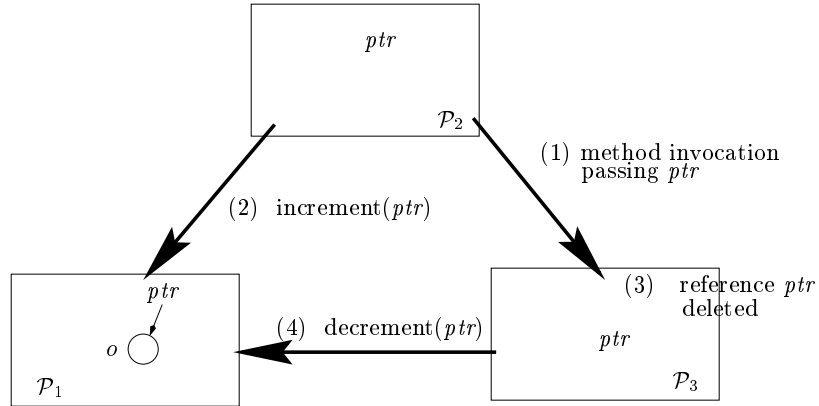 ptr
P2
(1) method invocation
passing ptr
(2) increment(ptr)
ptr
o
P1
(4) decrement(ptr)
(3) reference ptr
deleted
ptr
P3